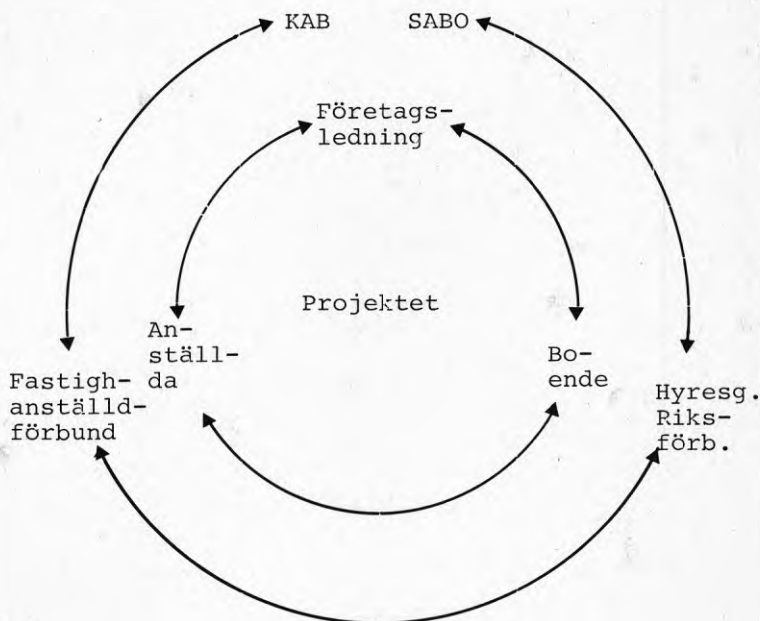 KAB SABO
Företags-
ledning
Projektet
An-
ställ-
da
Bo-
ende
Fastigh-
anställd-
förbund
Hyresg.
Riks-
förb.